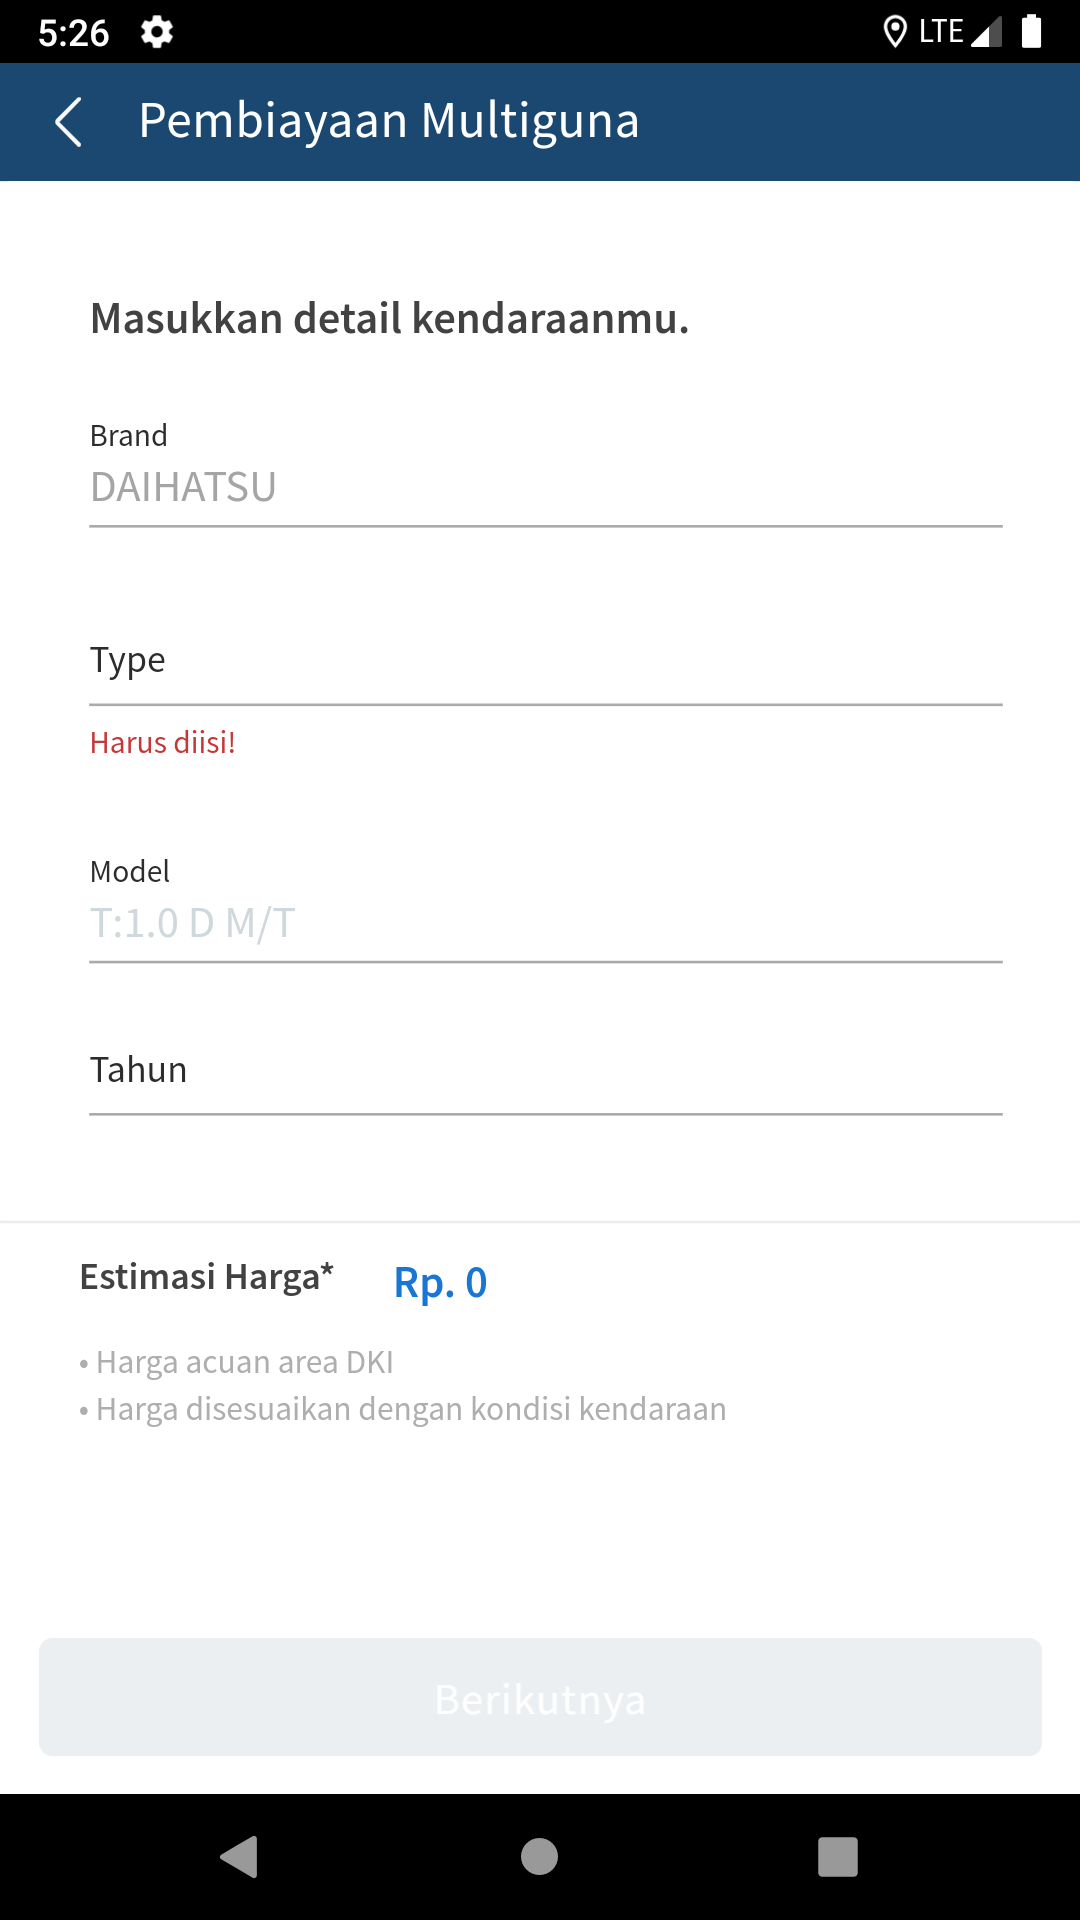 5:26
LTE
Pembiayaan Multiguna
Masukkan detail kendaraanmu.
Brand
DAIHATSU
Type
Harus diisi!
Model
T:1.0 D M/T
Tahun
Estimasi Harga* Rp. 0
• Harga acuan area DKI
• Harga disesuaikan dengan kondisi kendaraan
Berikutnya